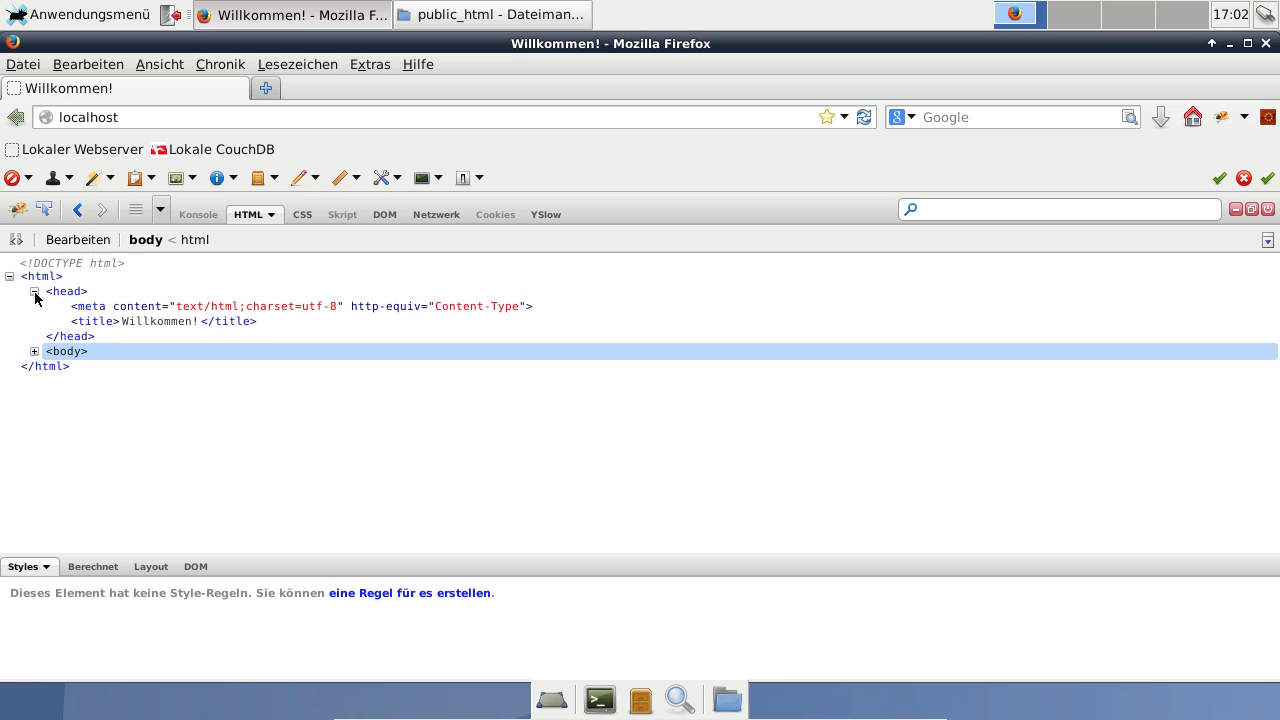 Anwendungsmenü Willkommen! - Mozilla F... public_html - Dateiman... 17:02
Willkommen! - Mozilla Firefox
Datei Bearbeiten Ansicht Chronik Lesezeichen Extras Hilfe
Willkommen!
localhost Google
Lokaler Webserver Lokale CouchDB
Konsole HTML CSS Skript DOM Netzwerk Cookies YSlow
Bearbeiten body < html
<!DOCTYPE html>
<html>
<head>
<meta content="text/html;charset=utf-8" http-equiv="Content-Type">
<title>Willkommen!</title>
</head>
<body>
</html>
Styles Berechnet Layout DOM
Dieses Element hat keine Style-Regeln. Sie können eine Regel für es erstellen.